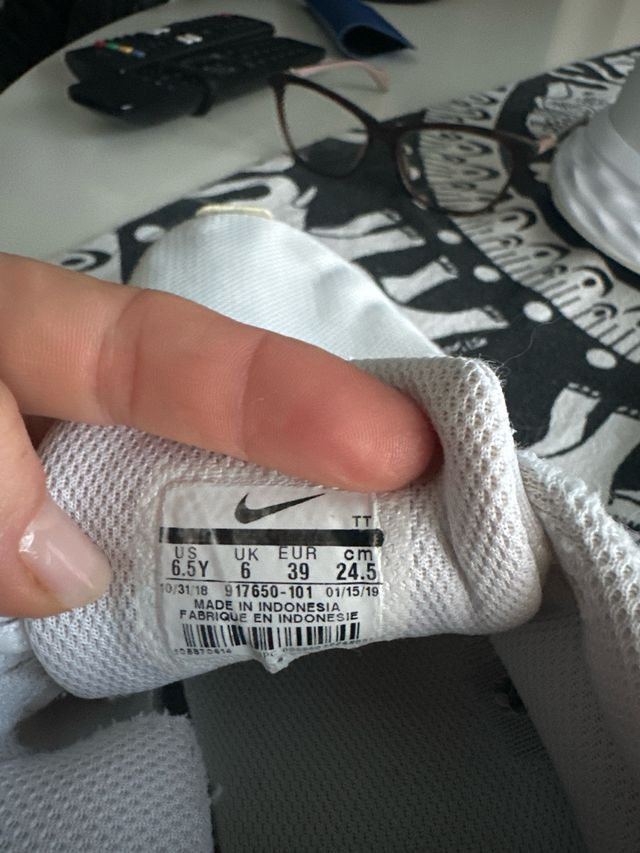 TT
US UK EUR cm
6.5Y 6 39 24.5
10/31/18 917650-101 01/15/19
MADE IN INDONESIA
FABRIQUE EN INDONESIE